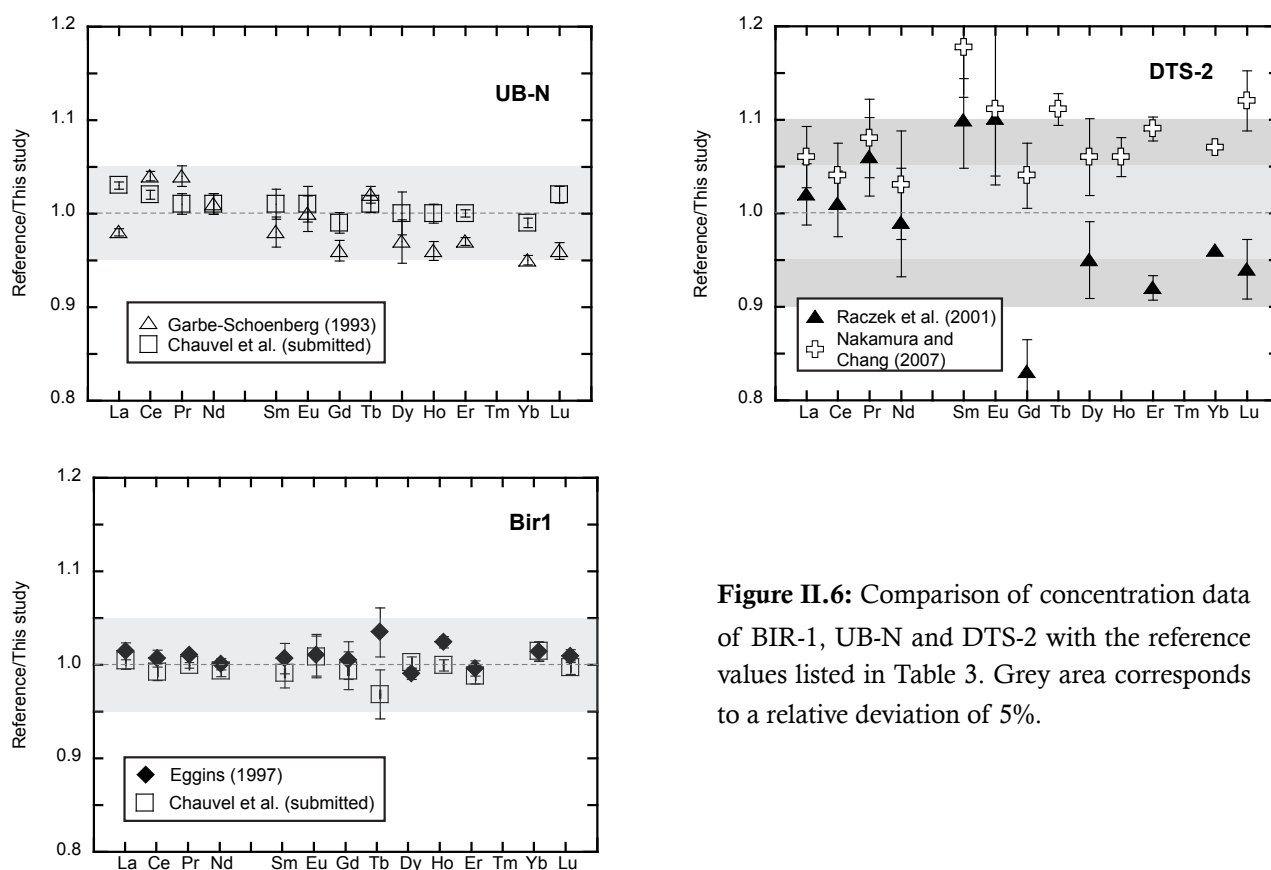 1.2
1.1
1.0
0.9
0.8
Reference/This study
UB-N
Garbe-Schoenberg (1993)
Chauvel et al. (submitted)
La Ce Pr Nd Sm Eu Gd Tb Dy Ho Er Tm Yb Lu
1.2
1.1
1.0
0.9
0.8
Reference/This study
DTS-2
Raczek et al. (2001)
Nakamura and
Chang (2007)
La Ce Pr Nd Sm Eu Gd Tb Dy Ho Er Tm Yb Lu
1.2
1.1
1.0
0.9
0.8
Reference/This study
Bir1
Eggins (1997)
Chauvel et al. (submitted)
La Ce Pr Nd Sm Eu Gd Tb Dy Ho Er Tm Yb Lu
Figure II.6: Comparison of concentration data
of BIR-1, UB-N and DTS-2 with the reference
values listed in Table 3. Grey area corresponds
to a relative deviation of 5%.